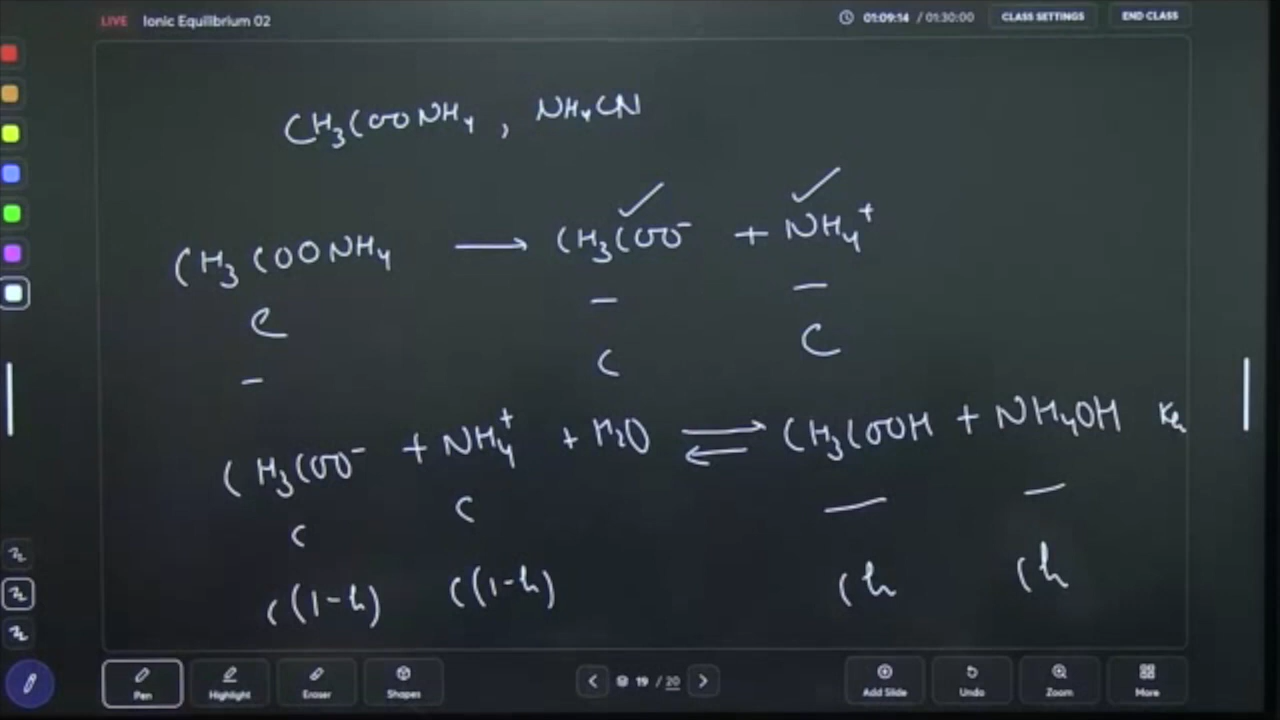 LIVE Ionic Equilibrium 02 01:09:14 / 01:30:00 CLASS SETTINGS END CLASS
CH3COONH4 , NH4CN
CH3COONH4 ⟶ CH3COO⁻ + NH4⁺
C — —
— C C
CH3COO⁻ + NH4⁺ + H2O ⇌ CH3COOH + NH4OH Kh
C C — —
C(1-h) C(1-h) Ch Ch
Pen Highlight Eraser Shapes 19 / 20 Add Slide Undo Zoom More